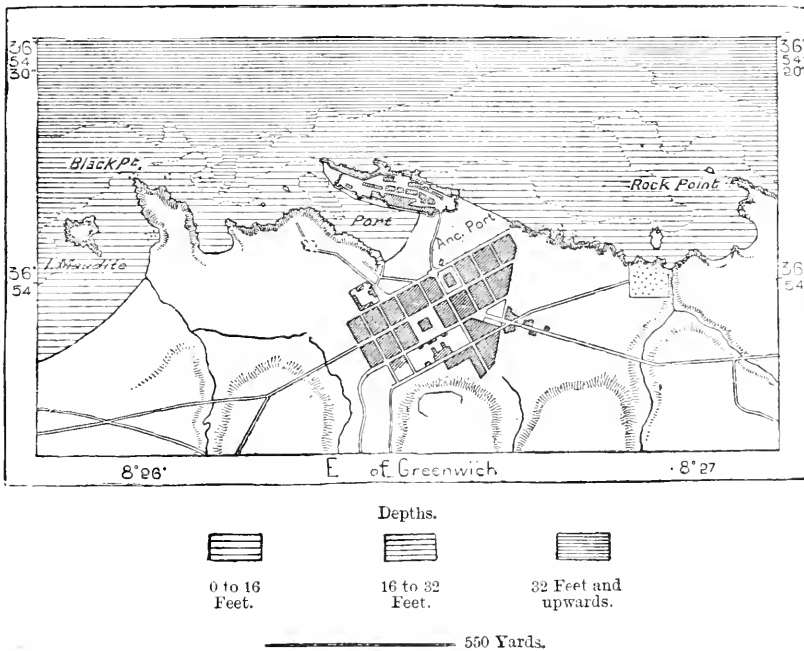 36°
54'
30"
36°
54'
20"
Black Pt.
Rock Point
Port
Anc. Port
I. Maudite
36°
54'
36°
54'
8°26'
E of Greenwich
8°27
Depths.
0 to 16
Feet.
16 to 32
Feet.
32 Feet and
upwards.
550 Yards.